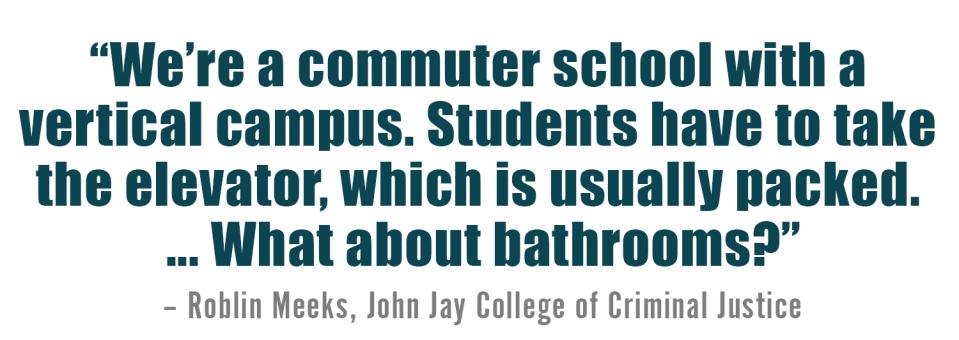 “We’re a commuter school with a
vertical campus. Students have to take
the elevator, which is usually packed.
... What about bathrooms?”
– Roblin Meeks, John Jay College of Criminal Justice